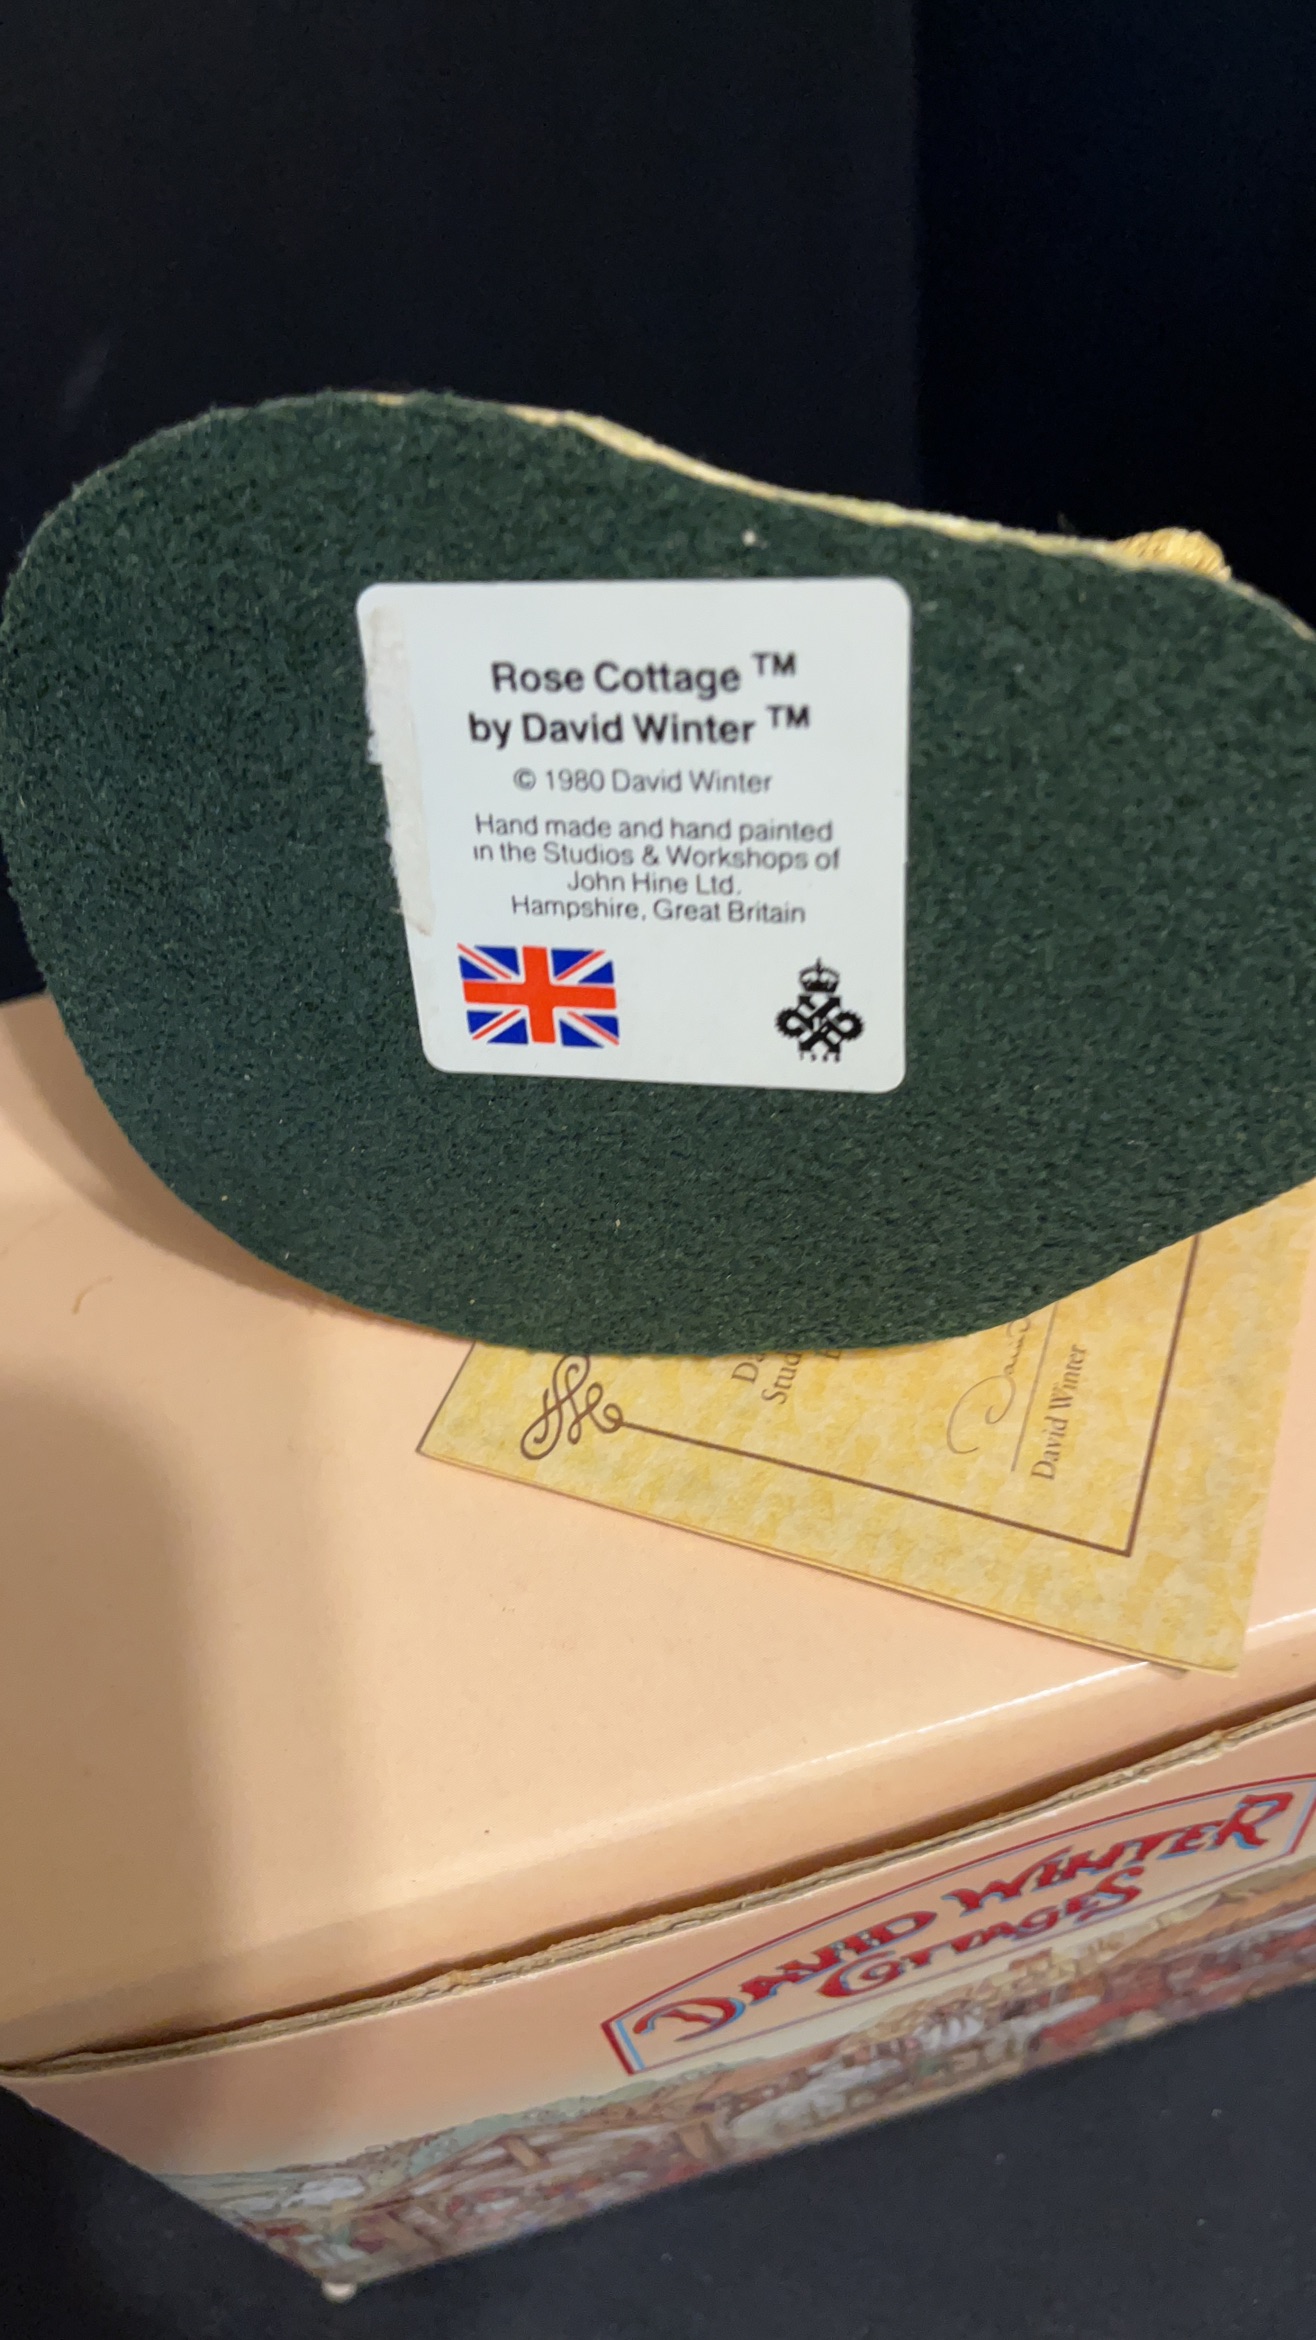 Rose Cottage ™
by David Winter ™
© 1980 David Winter
Hand made and hand painted
in the Studios & Workshops of
John Hine Ltd.
Hampshire, Great Britain
David Winter
DAVID WINTER
COTTAGES